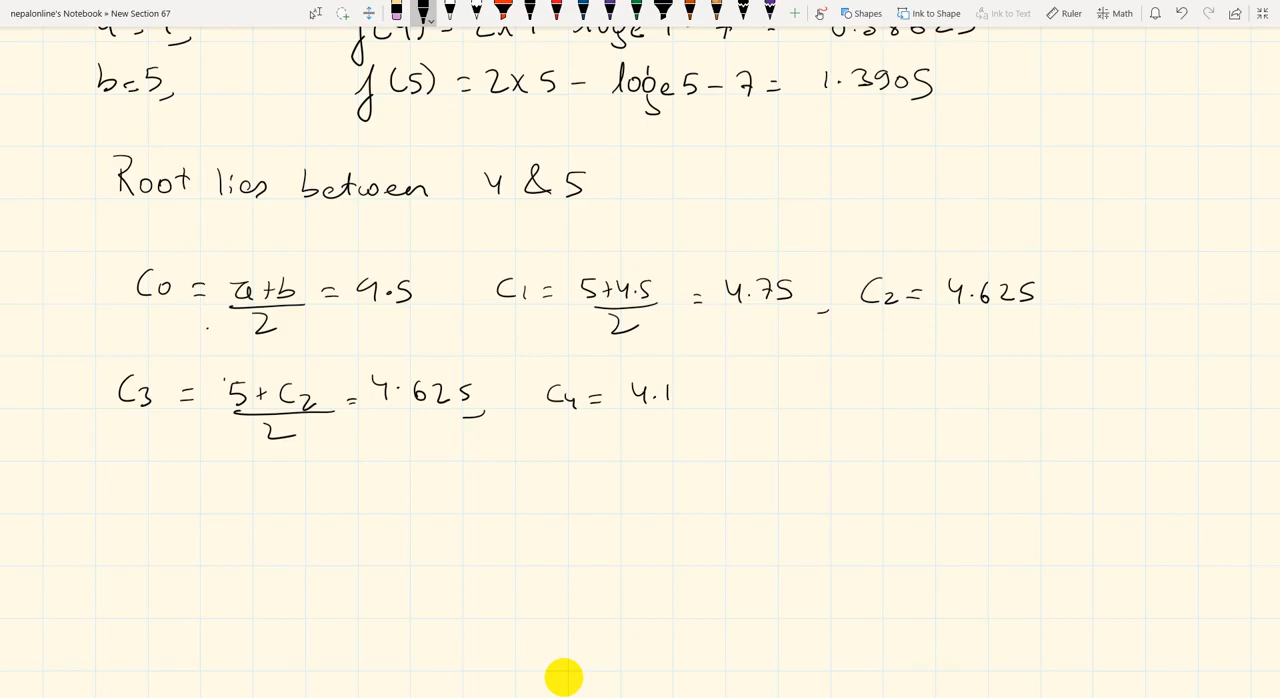 nepalonline's Notebook » New Section 67
Shapes Ink to Shape Ink to Text Ruler Math
b=5, f(5) = 2x5 - loge5 - 7 = 1.3905
Root lies between 4 & 5
C0 = a+b/2 = 9.5 C1 = 5+4.5/2 = 4.75, C2 = 4.625
C3 = 5+C2/2 = 4.625 C4 = 4.1